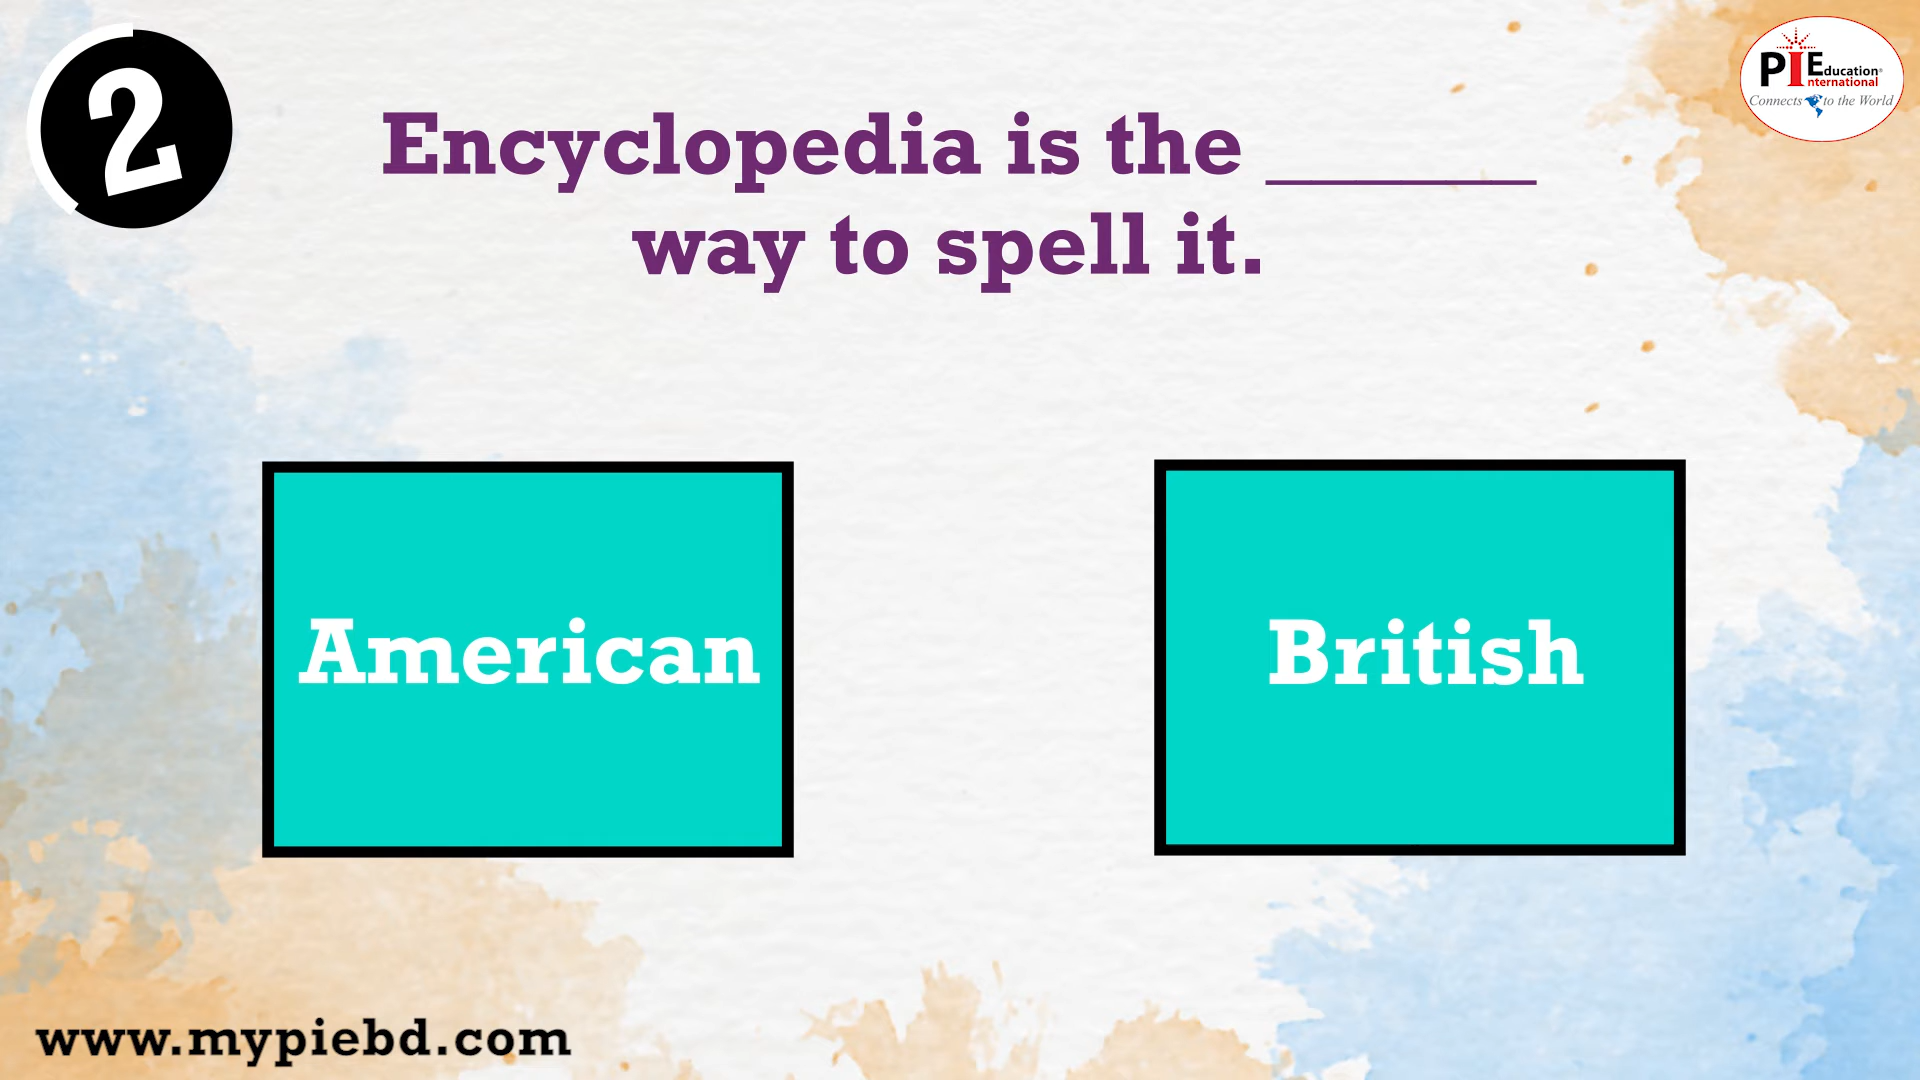 2
PIEducation®
International
Connects to the World
Encyclopedia is the ______
way to spell it.
American
British
www.mypiebd.com